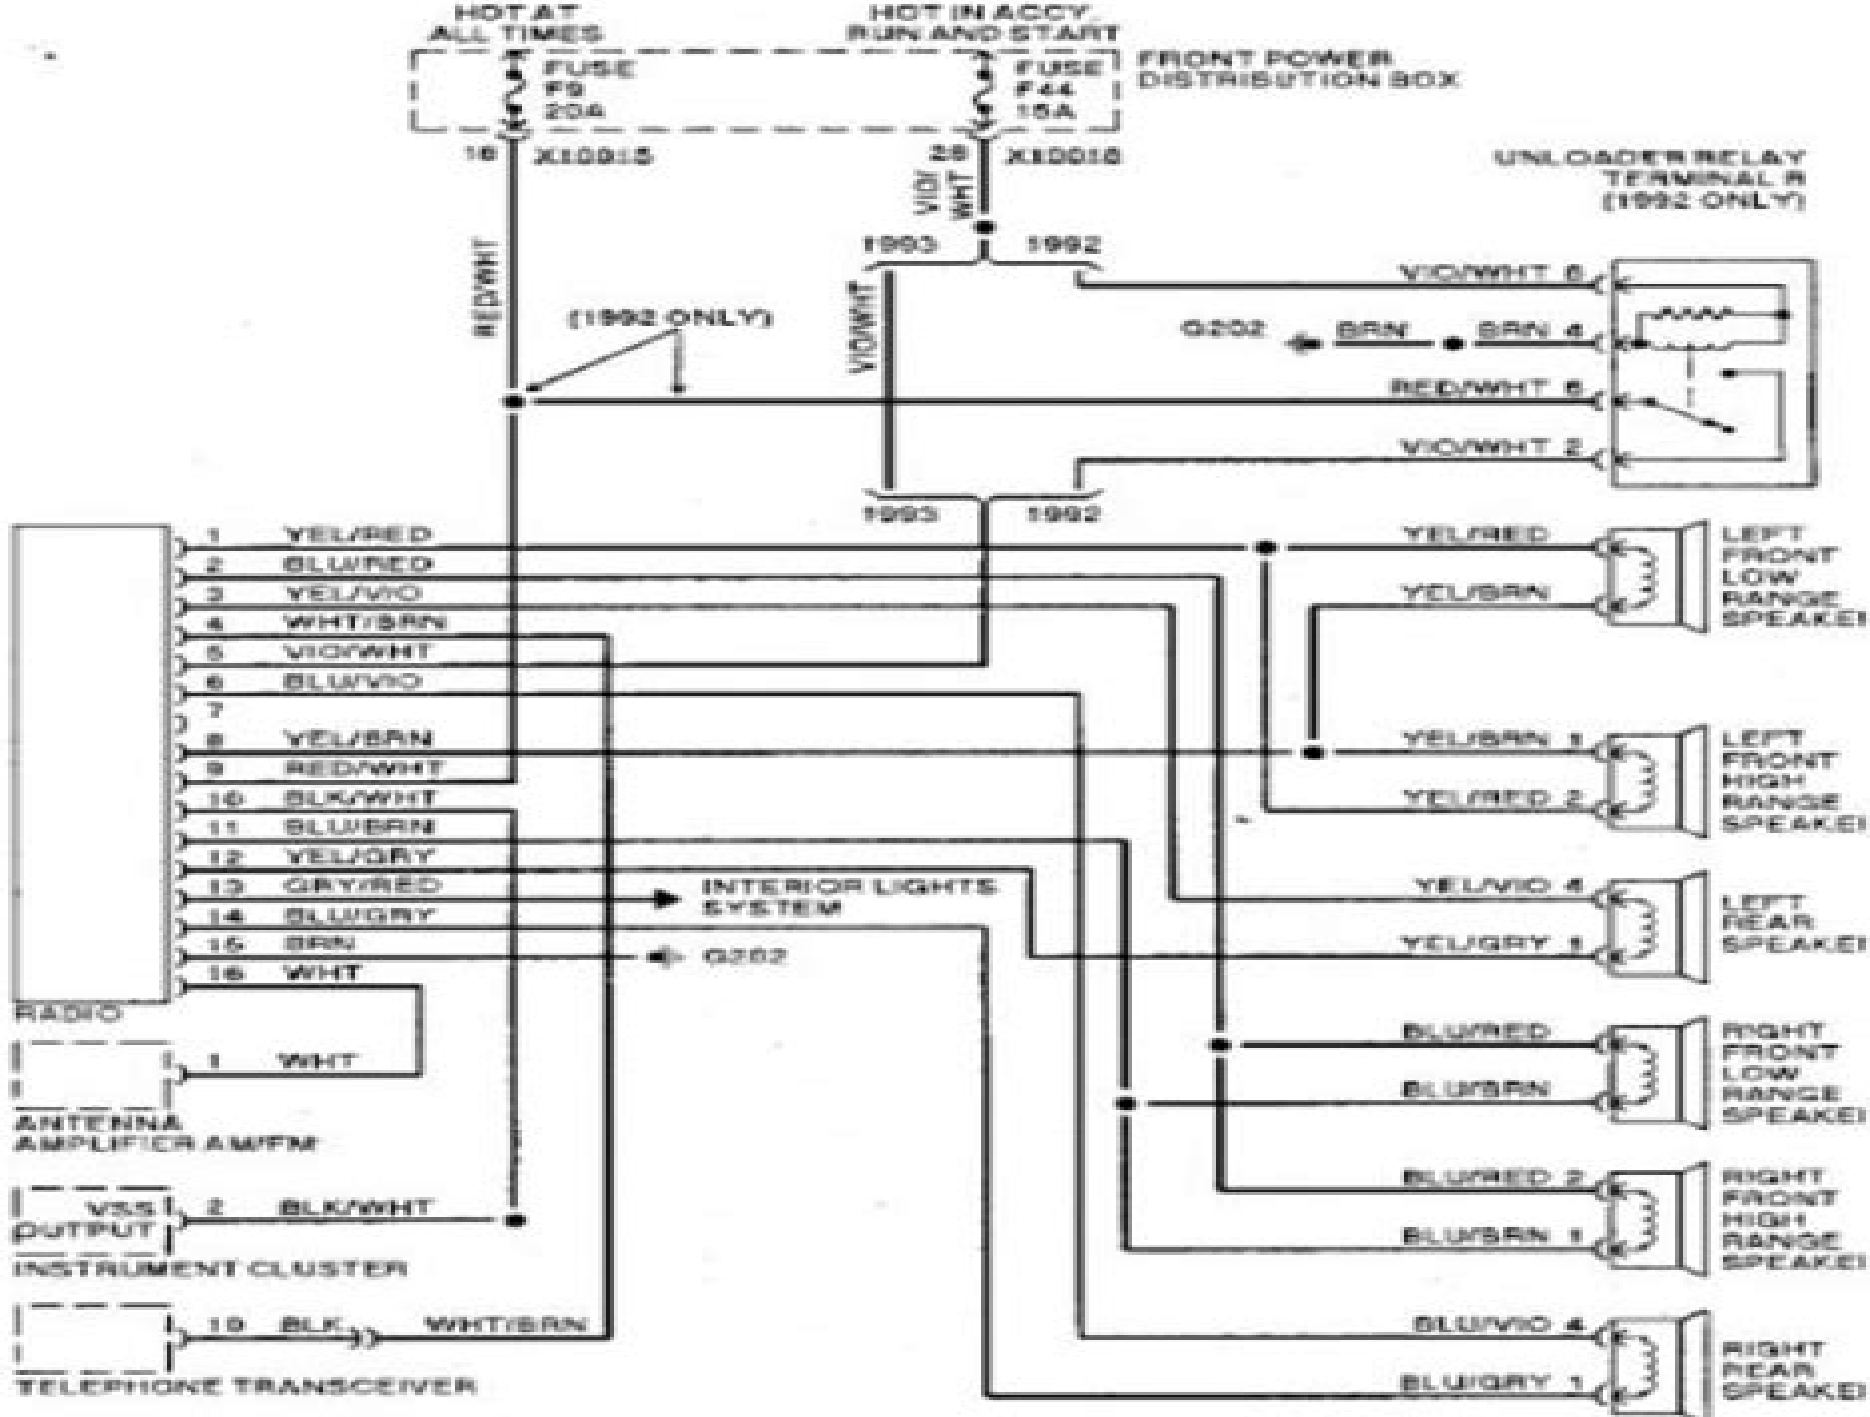 HOT AT
ALL TIMES
HOT IN ACCY,
RUN AND START
FUSE
F9
20A
FUSE
F44
15A
FRONT POWER
DISTRIBUTION BOX
16
28
VIO/
WHT
UNLOADER RELAY
TERMINAL R
(1992 ONLY)
1993
1992
RED/WHT
(1992 ONLY)
VIO/WHT
VIO/WHT
G202
BRN
BRN 4
RED/WHT 6
VIO/WHT 2
1993
1992
1 YEL/RED
2 BLU/RED
3 YEL/VIO
4 WHT/BRN
5 VIO/WHT
6 BLU/VIO
7
8 YEL/BRN
9 RED/WHT
10 BLK/WHT
11 BLU/BRN
12 YEL/GRY
13 GRY/RED
14 BLU/GRY
15 BRN
16 WHT
RADIO
INTERIOR LIGHTS
SYSTEM
G202
YEL/RED
YEL/BRN
LEFT
FRONT
LOW
RANGE
YEL/BRN 1
YEL/RED 2
LEFT
FRONT
HIGH
RANGE
YEL/VIO 4
YEL/GRY 1
LEFT
REAR
BLU/RED
BLU/BRN
RIGHT
FRONT
LOW
RANGE
BLU/RED 2
BLU/BRN 1
RIGHT
FRONT
HIGH
RANGE
BLU/VIO 4
BLU/GRY 1
RIGHT
REAR
1 WHT
ANTENNA
AMPLIFIER AM/FM
VSS
OUTPUT
2 BLK/WHT
INSTRUMENT CLUSTER
19 BLK
WHT/BRN
TELEPHONE TRANSCEIVER